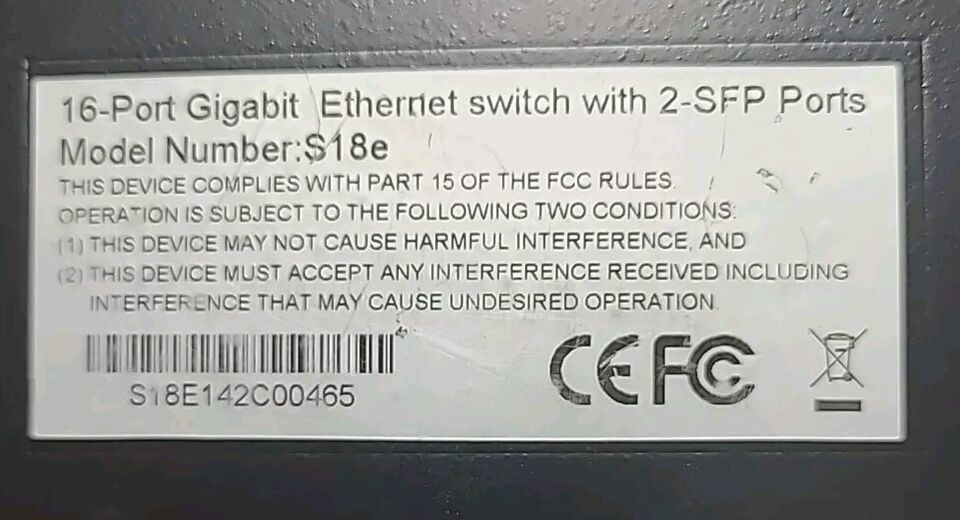 16-Port Gigabit Ethernet switch with 2-SFP Ports
Model Number:S18e
THIS DEVICE COMPLIES WITH PART 15 OF THE FCC RULES.
OPERATION IS SUBJECT TO THE FOLLOWING TWO CONDITIONS:
(1) THIS DEVICE MAY NOT CAUSE HARMFUL INTERFERENCE, AND
(2) THIS DEVICE MUST ACCEPT ANY INTERFERENCE RECEIVED INCLUDING
INTERFERENCE THAT MAY CAUSE UNDESIRED OPERATION.
CE FC
S18E142C00465